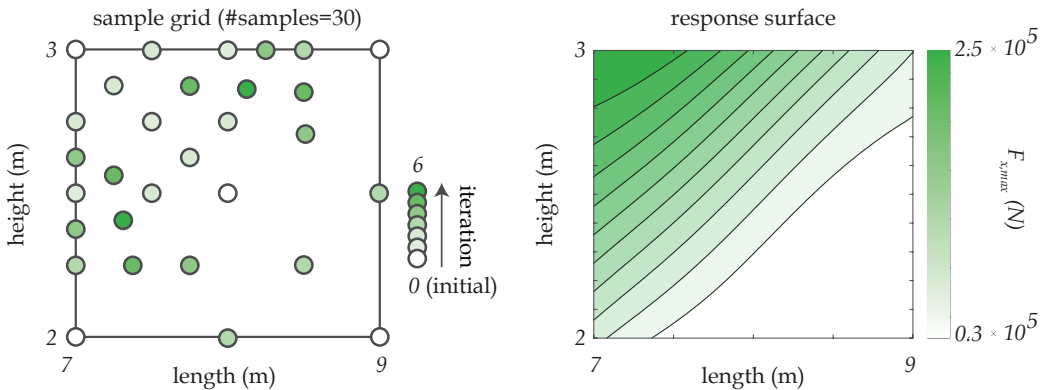 sample grid (#samples=30)
3
height (m)
2
7
length (m)
9
6
iteration
0 (initial)
response surface
3
height (m)
2
7
length (m)
9
2.5 × 10^5
F_{x,max} (N)
0.3 × 10^5